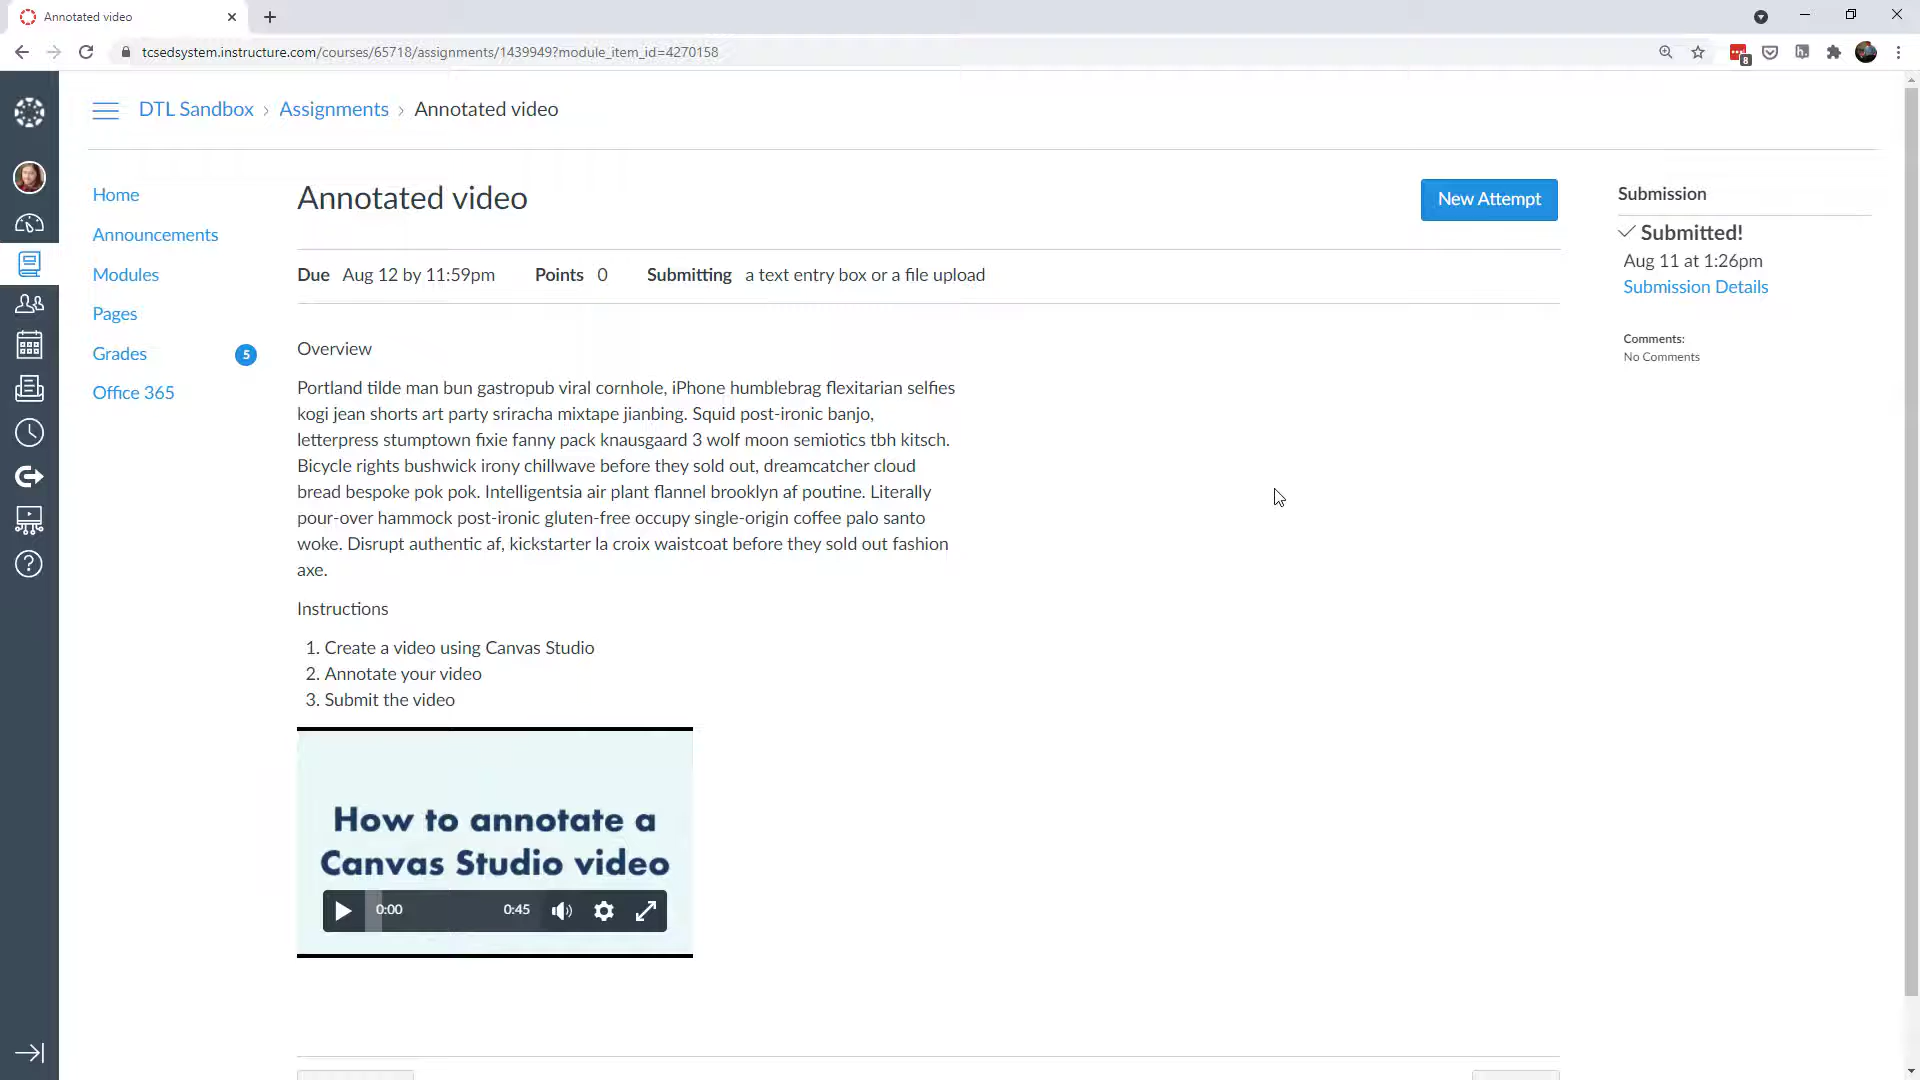 Annotated video
tcsedsystem.instructure.com/courses/65718/assignments/1439949?module_item_id=4270158
8
DTL Sandbox › Assignments › Annotated video
Home
Announcements
Modules
Pages
Grades 5
Office 365
Annotated video
New Attempt
Due Aug 12 by 11:59pm Points 0 Submitting a text entry box or a file upload
Overview
Portland tilde man bun gastropub viral cornhole, iPhone humblebrag flexitarian selfies
kogi jean shorts art party sriracha mixtape jianbing. Squid post-ironic banjo,
letterpress stumptown fixie fanny pack knausgaard 3 wolf moon semiotics tbh kitsch.
Bicycle rights bushwick irony chillwave before they sold out, dreamcatcher cloud
bread bespoke pok pok. Intelligentsia air plant flannel brooklyn af poutine. Literally
pour-over hammock post-ironic gluten-free occupy single-origin coffee palo santo
woke. Disrupt authentic af, kickstarter la croix waistcoat before they sold out fashion
axe.
Instructions
1. Create a video using Canvas Studio
2. Annotate your video
3. Submit the video
How to annotate a
Canvas Studio video
0:00 0:45
Submission
Submitted!
Aug 11 at 1:26pm
Submission Details
Comments:
No Comments